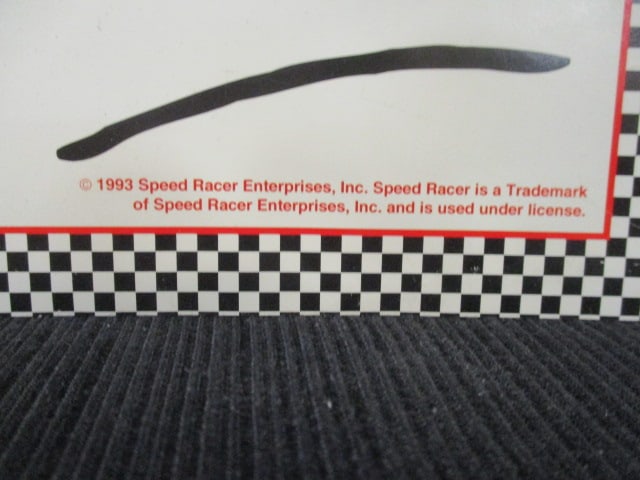 © 1993 Speed Racer Enterprises, Inc. Speed Racer is a Trademark
of Speed Racer Enterprises, Inc. and is used under license.